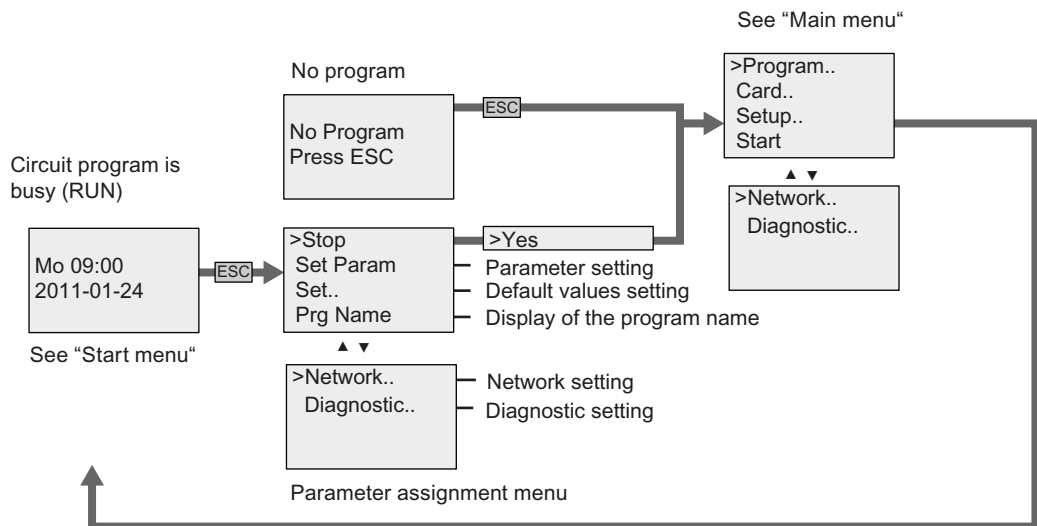 See “Main menu“
No program
>Program..
Card..
Setup..
Start
ESC
No Program
Press ESC
Circuit program is
busy (RUN)
>Network..
Diagnostic..
Mo 09:00
2011-01-24
ESC
>Stop
Set Param
Set..
Prg Name
>Yes
Parameter setting
Default values setting
Display of the program name
See “Start menu“
>Network..
Diagnostic..
Network setting
Diagnostic setting
Parameter assignment menu